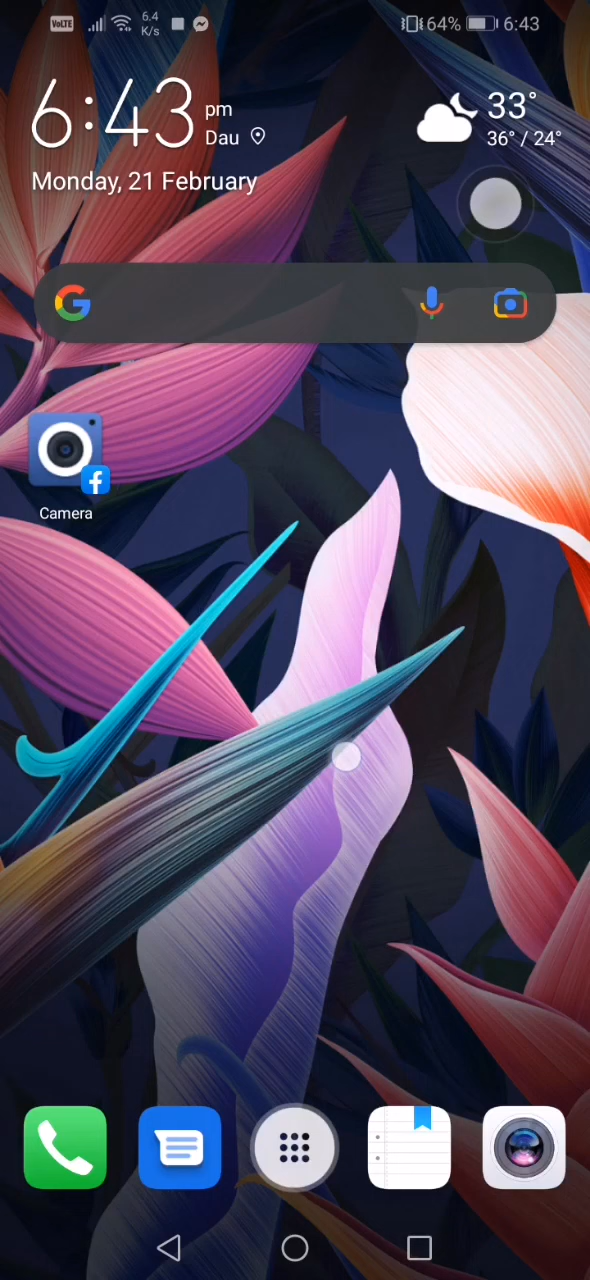 VoLTE 6,4 K/s 64% 6:43
6:43 pm
Dau
33°
36° / 24°
Monday, 21 February
Camera